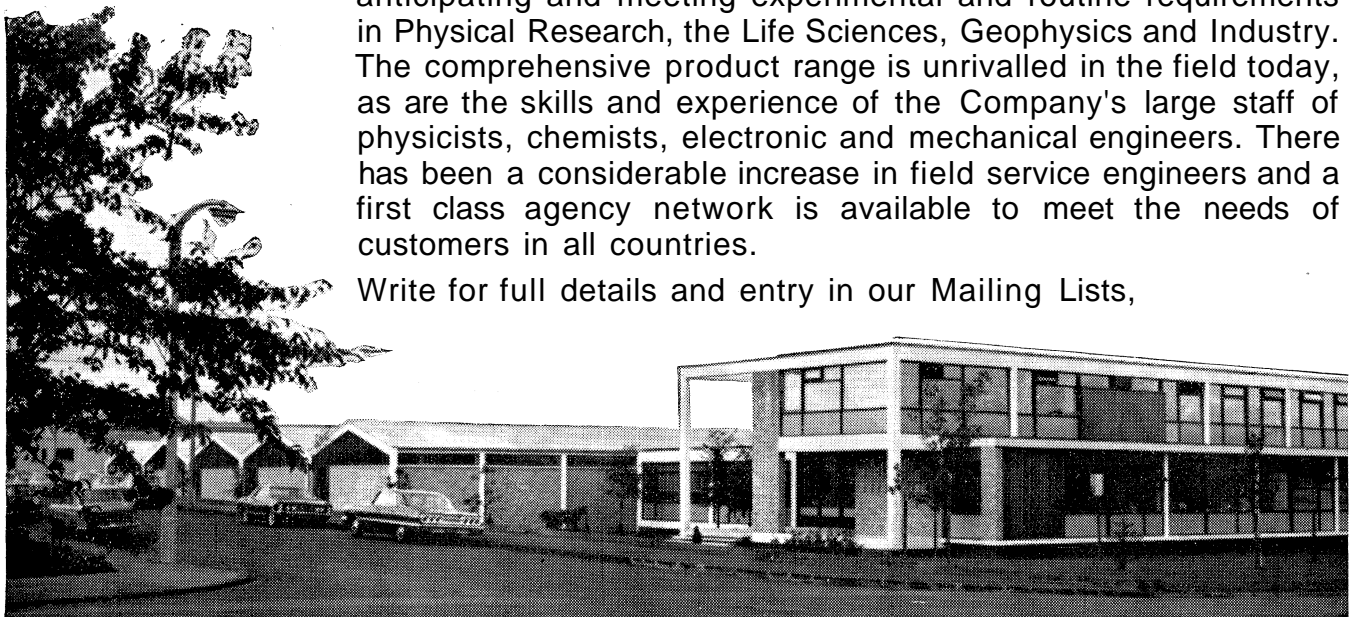 anticipating and meeting experimental and routine requirements
in Physical Research, the Life Sciences, Geophysics and Industry.
The comprehensive product range is unrivalled in the field today,
as are the skills and experience of the Company's large staff of
physicists, chemists, electronic and mechanical engineers. There
has been a considerable increase in field service engineers and a
first class agency network is available to meet the needs of
customers in all countries.
Write for full details and entry in our Mailing Lists,